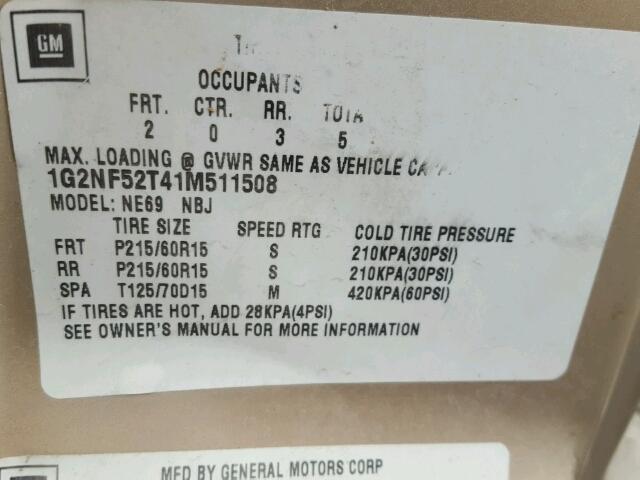 GM
OCCUPANTS
FRT. CTR. RR. TOTA
2 0 3 5
MAX. LOADING @ GVWR SAME AS VEHICLE CA
1G2NF52T41M511508
MODEL: NE69 NBJ
TIRE SIZE SPEED RTG COLD TIRE PRESSURE
FRT P215/60R15 S 210KPA(30PSI)
RR P215/60R15 S 210KPA(30PSI)
SPA T125/70D15 M 420KPA(60PSI)
IF TIRES ARE HOT, ADD 28KPA(4PSI)
SEE OWNER'S MANUAL FOR MORE INFORMATION
GM
MFD BY GENERAL MOTORS CORP